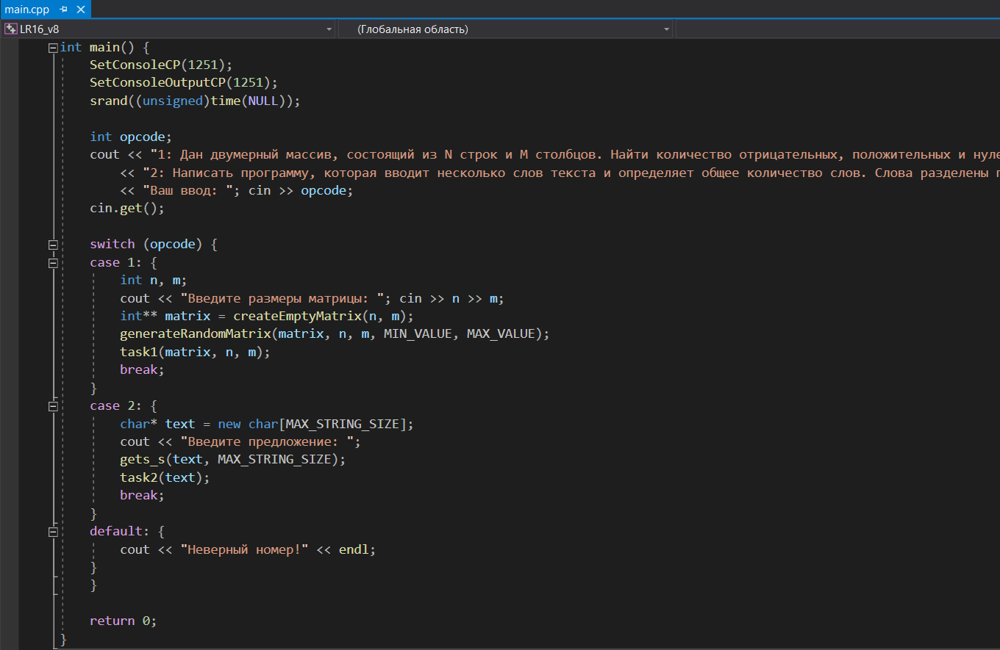 main.cpp
LR16_v8 (Глобальная область)
int main() {
    SetConsoleCP(1251);
    SetConsoleOutputCP(1251);
    srand((unsigned)time(NULL));

    int opcode;
    cout << "1: Дан двумерный массив, состоящий из N строк и M столбцов. Найти количество отрицательных, положительных и нуле
        << "2: Написать программу, которая вводит несколько слов текста и определяет общее количество слов. Слова разделены
        << "Ваш ввод: "; cin >> opcode;
    cin.get();

    switch (opcode) {
    case 1: {
        int n, m;
        cout << "Введите размеры матрицы: "; cin >> n >> m;
        int** matrix = createEmptyMatrix(n, m);
        generateRandomMatrix(matrix, n, m, MIN_VALUE, MAX_VALUE);
        task1(matrix, n, m);
        break;
    }
    case 2: {
        char* text = new char[MAX_STRING_SIZE];
        cout << "Введите предложение: ";
        gets_s(text, MAX_STRING_SIZE);
        task2(text);
        break;
    }
    default: {
        cout << "Неверный номер!" << endl;
    }
    }

    return 0;
}